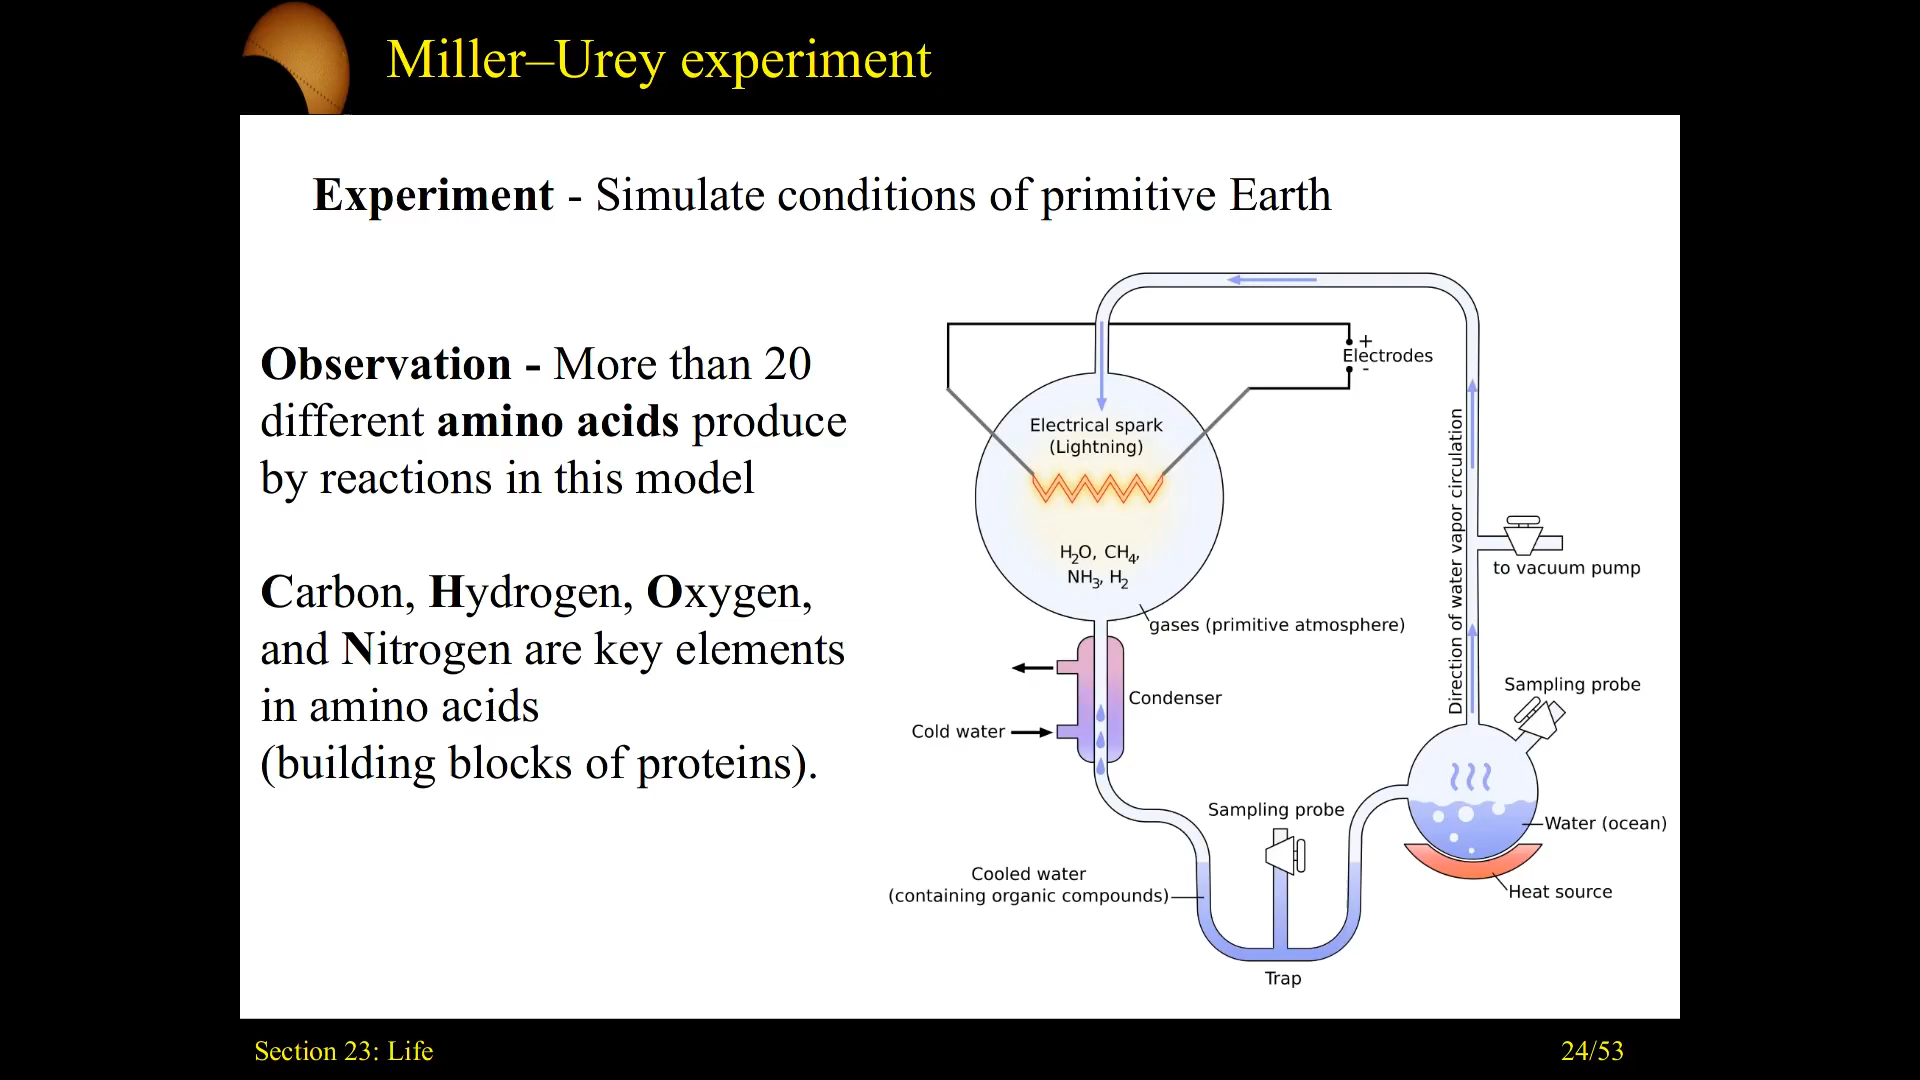 Miller–Urey experiment
Experiment - Simulate conditions of primitive Earth
Observation - More than 20
different amino acids produce
by reactions in this model
Carbon, Hydrogen, Oxygen,
and Nitrogen are key elements
in amino acids
(building blocks of proteins).
+
Electrodes
-
Electrical spark
(Lightning)
H₂O, CH₄,
NH₃, H₂
gases (primitive atmosphere)
Direction of water vapor circulation
to vacuum pump
Condenser
Cold water
Sampling probe
Sampling probe
Water (ocean)
Heat source
Cooled water
(containing organic compounds)
Trap
Section 23: Life
24/53